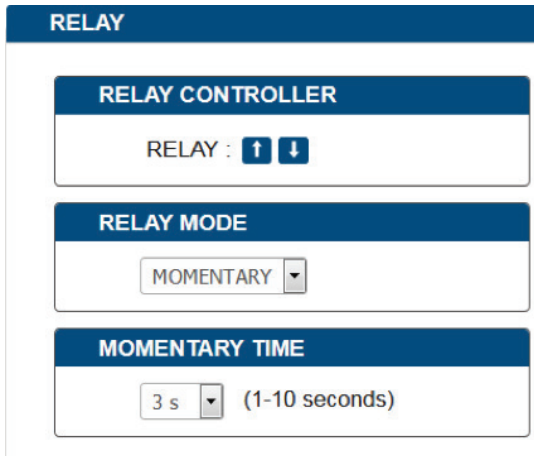 RELAY
RELAY CONTROLLER
RELAY :
RELAY MODE
MOMENTARY
MOMENTARY TIME
3 s (1-10 seconds)